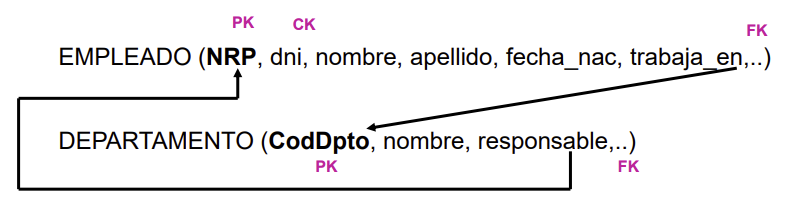 PK CK FK
EMPLEADO (NRP, dni, nombre, apellido, fecha_nac, trabaja_en,..)
DEPARTAMENTO (CodDpto, nombre, responsable,..)
PK FK